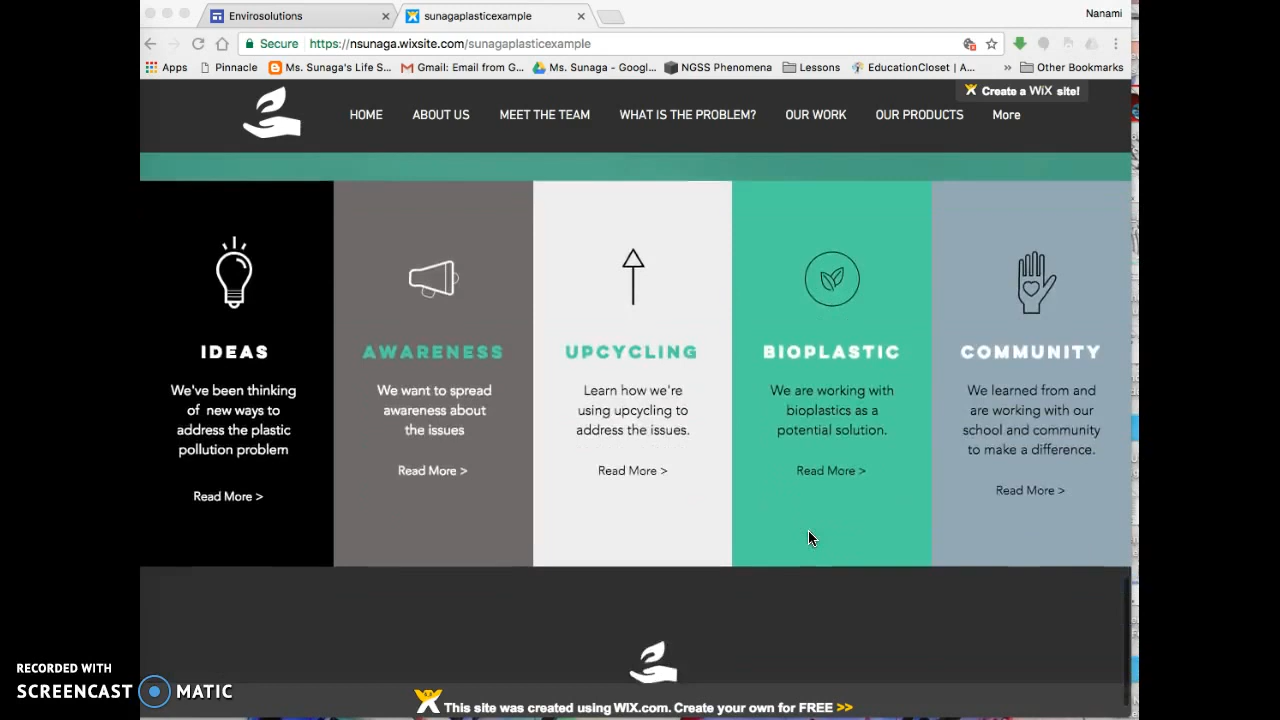 Envirosolutions
sunagaplasticexample
Nanami
Secure
https://nsunaga.wixsite.com/sunagaplasticexample
Apps
Pinnacle
Ms. Sunaga's Life S...
Gmail: Email from G...
Ms. Sunaga - Googl...
NGSS Phenomena
Lessons
EducationCloset | A...
»
Other Bookmarks
Create a WiX site!
HOME
ABOUT US
MEET THE TEAM
WHAT IS THE PROBLEM?
OUR WORK
OUR PRODUCTS
More
IDEAS
We've been thinking
of new ways to
address the plastic
pollution problem
Read More >
AWARENESS
We want to spread
awareness about
the issues
Read More >
UPCYCLING
Learn how we're
using upcycling to
address the issues.
Read More >
BIOPLASTIC
We are working with
bioplastics as a
potential solution.
Read More >
COMMUNITY
We learned from and
are working with our
school and community
to make a difference.
Read More >
This site was created using WIX.com. Create your own for FREE >>
RECORDED WITH
SCREENCAST MATIC